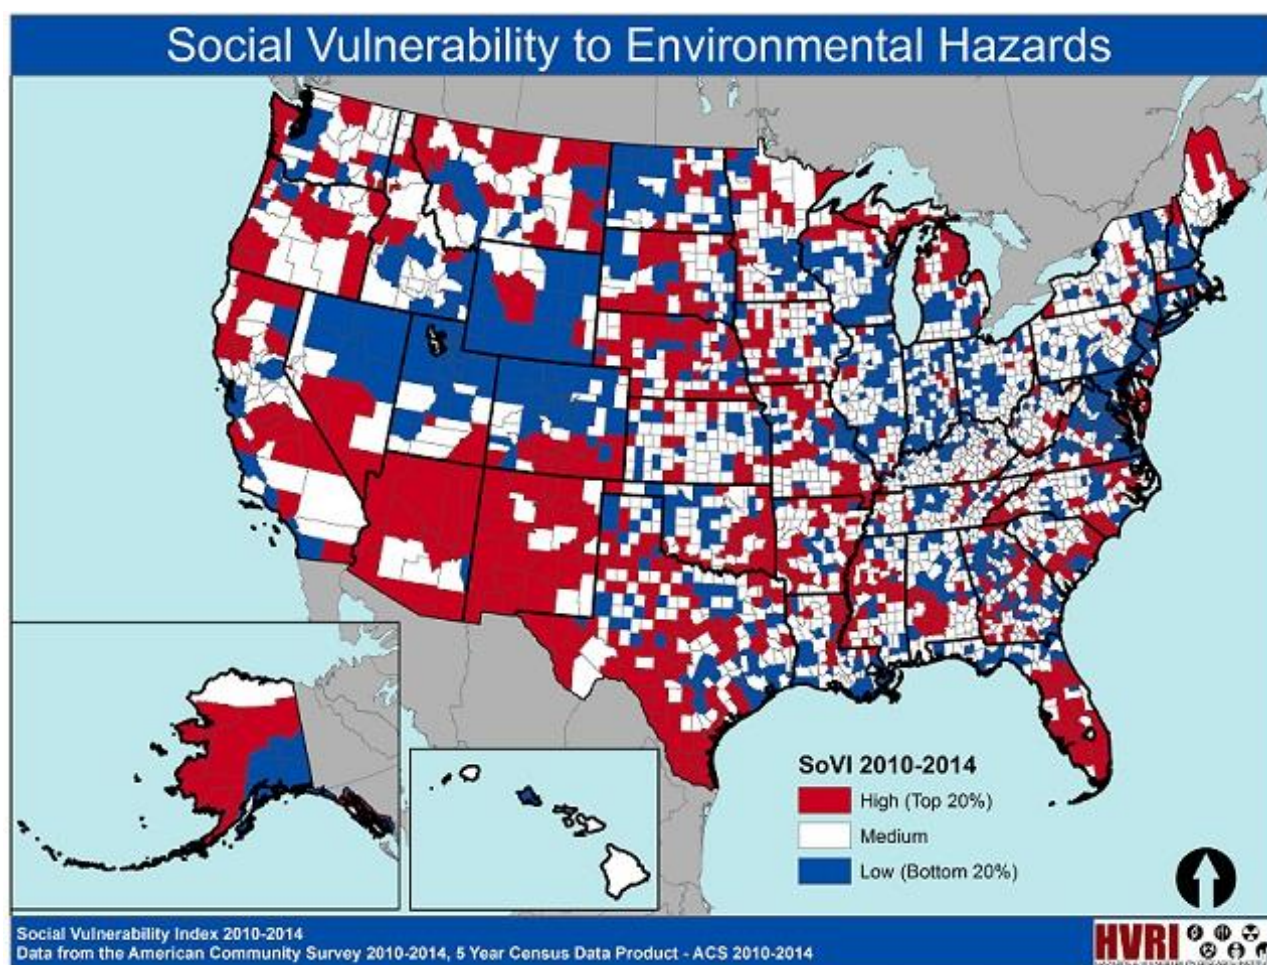 Social Vulnerability to Environmental Hazards
SoVI 2010-2014
High (Top 20%)
Medium
Low (Bottom 20%)
Social Vulnerability Index 2010-2014
Data from the American Community Survey 2010-2014, 5 Year Census Data Product - ACS 2010-2014
HVRI